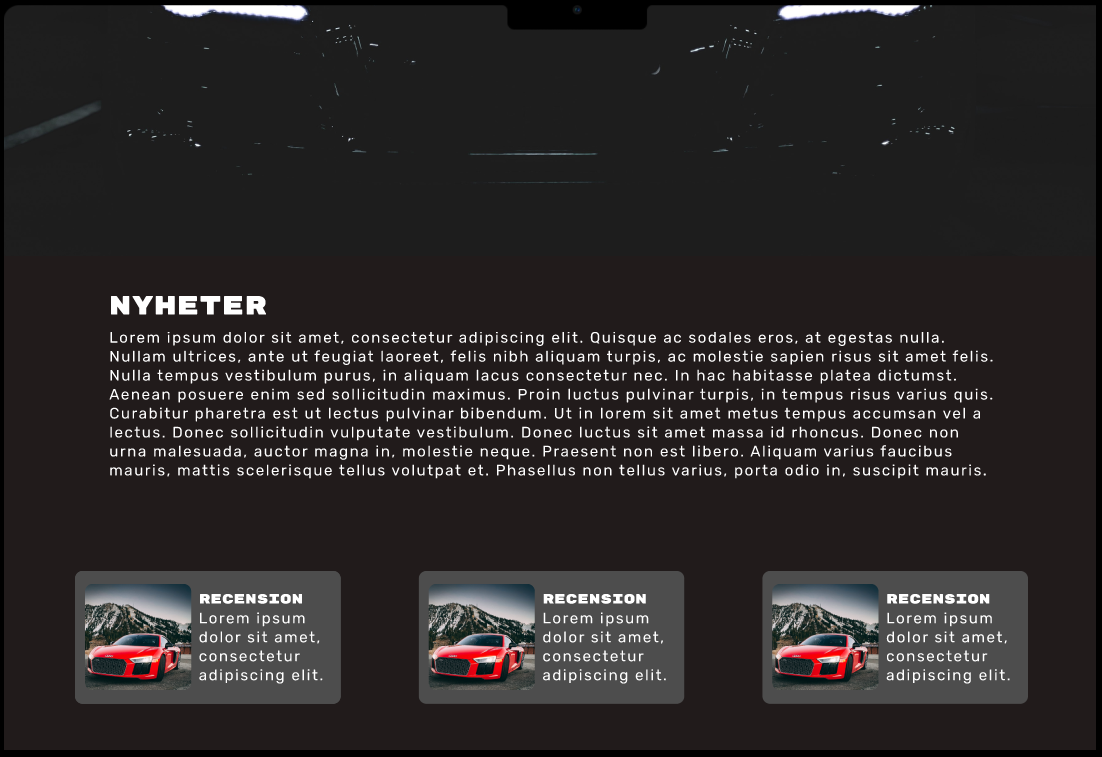 NYHETER
Lorem ipsum dolor sit amet, consectetur adipiscing elit. Quisque ac sodales eros, at egestas nulla.
Nullam ultrices, ante ut feugiat laoreet, felis nibh aliquam turpis, ac molestie sapien risus sit amet felis.
Nulla tempus vestibulum purus, in aliquam lacus consectetur nec. In hac habitasse platea dictumst.
Aenean posuere enim sed sollicitudin maximus. Proin luctus pulvinar turpis, in tempus risus varius quis.
Curabitur pharetra est ut lectus pulvinar bibendum. Ut in lorem sit amet metus tempus accumsan vel a
lectus. Donec sollicitudin vulputate vestibulum. Donec luctus sit amet massa id rhoncus. Donec non
urna malesuada, auctor magna in, molestie neque. Praesent non est libero. Aliquam varius faucibus
mauris, mattis scelerisque tellus volutpat et. Phasellus non tellus varius, porta odio in, suscipit mauris.
RECENSION
Lorem ipsum
dolor sit amet,
consectetur
adipiscing elit.
RECENSION
Lorem ipsum
dolor sit amet,
consectetur
adipiscing elit.
RECENSION
Lorem ipsum
dolor sit amet,
consectetur
adipiscing elit.